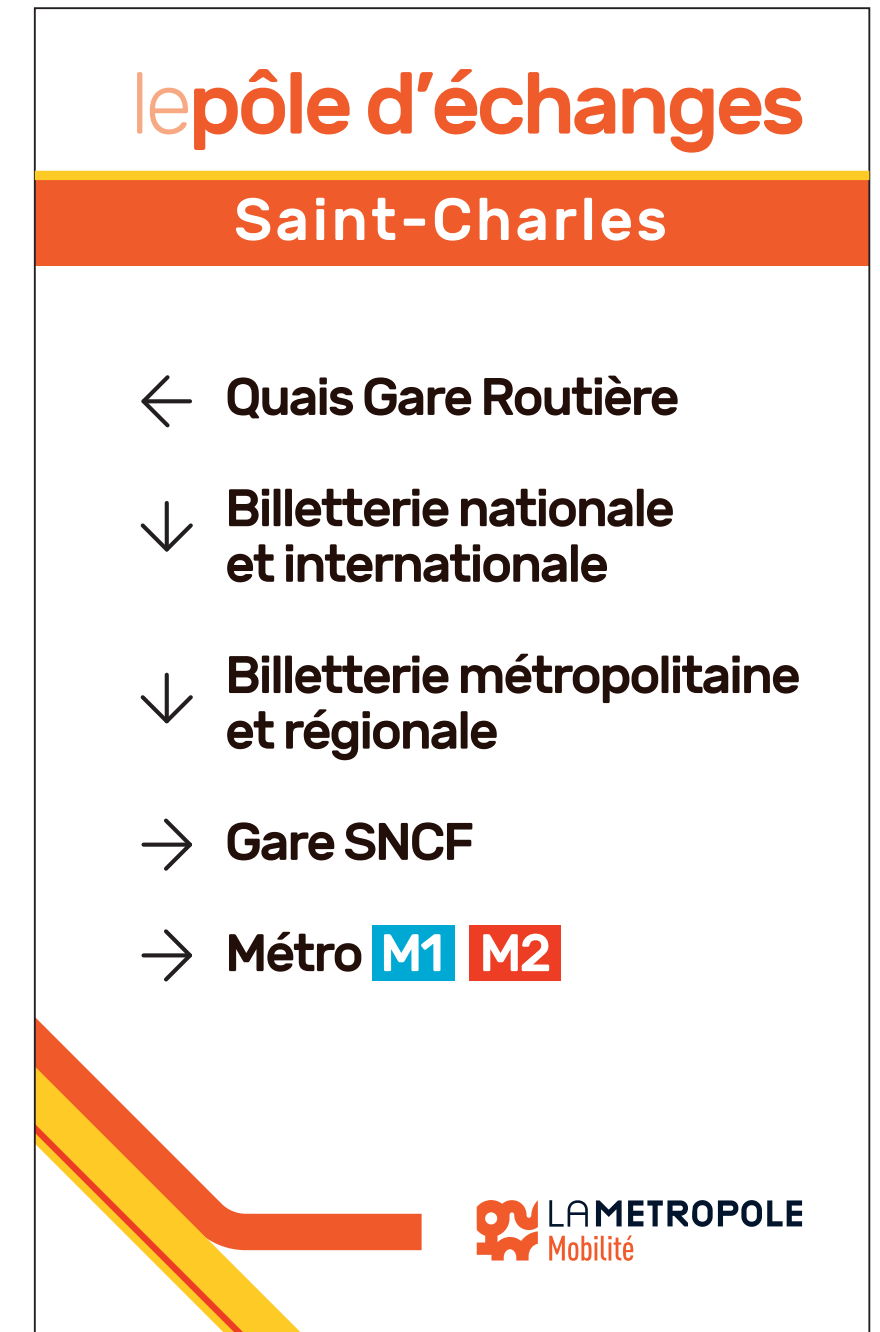 lepôle d’échanges
Saint-Charles
← Quais Gare Routière
↓ Billetterie nationale
et internationale
↓ Billetterie métropolitaine
et régionale
→ Gare SNCF
→ Métro M1 M2
LAMETROPOLE
Mobilité